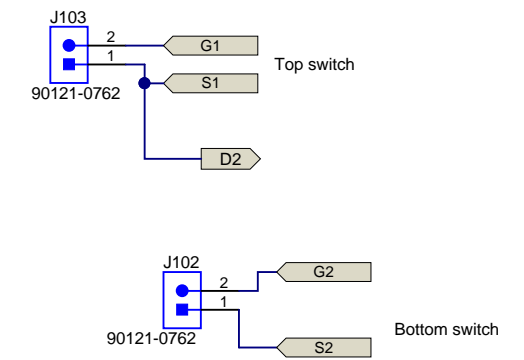 J103
2
G1
1
Top switch
S1
90121-0762
D2
J102
2
G2
1
90121-0762
Bottom switch
S2